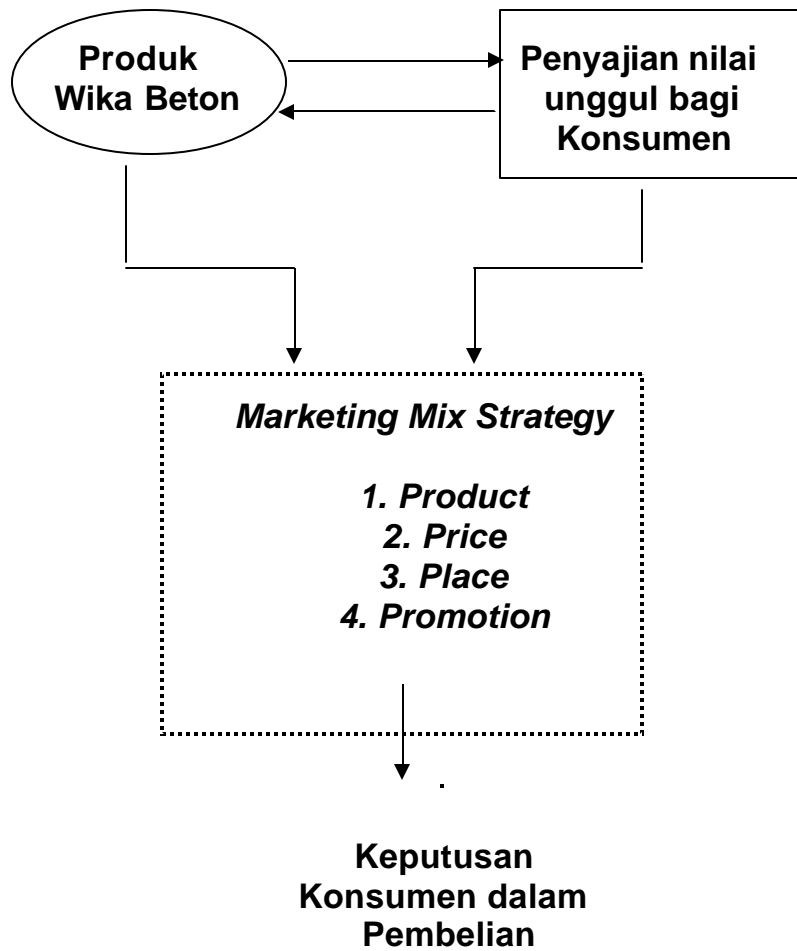 Produk
Wika Beton
Penyajian nilai
unggul bagi
Konsumen
Marketing Mix Strategy
1. Product
2. Price
3. Place
4. Promotion
.
Keputusan
Konsumen dalam
Pembelian